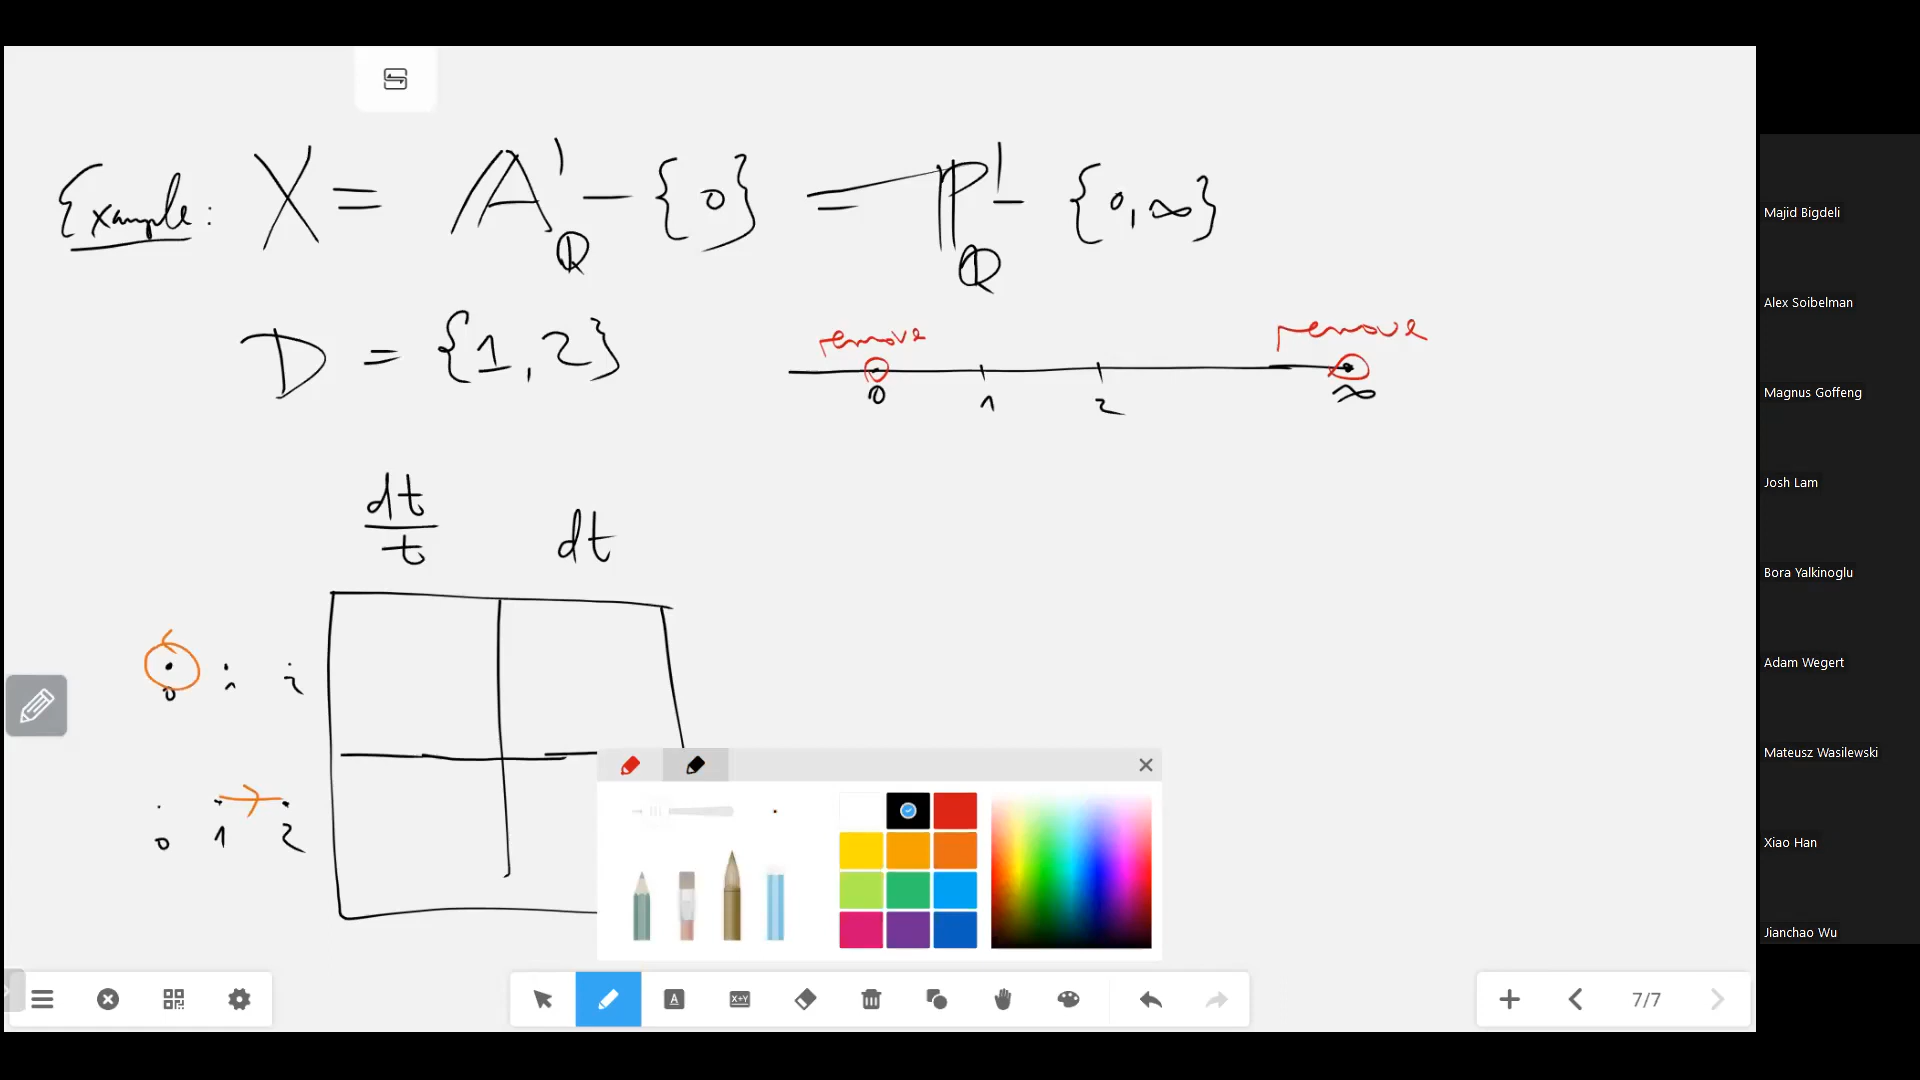 Example: X = A¹_Q − {0} = P¹_Q − {0, ∞}
D = {1, 2}
remove remove
0 1 2 ∞
dt/t dt
0 1 2
0 1 2
A
X+Y
7/7
Majid Bigdeli
Alex Soibelman
Magnus Goffeng
Josh Lam
Bora Yalkinoglu
Adam Wegert
Mateusz Wasilewski
Xiao Han
Jianchao Wu